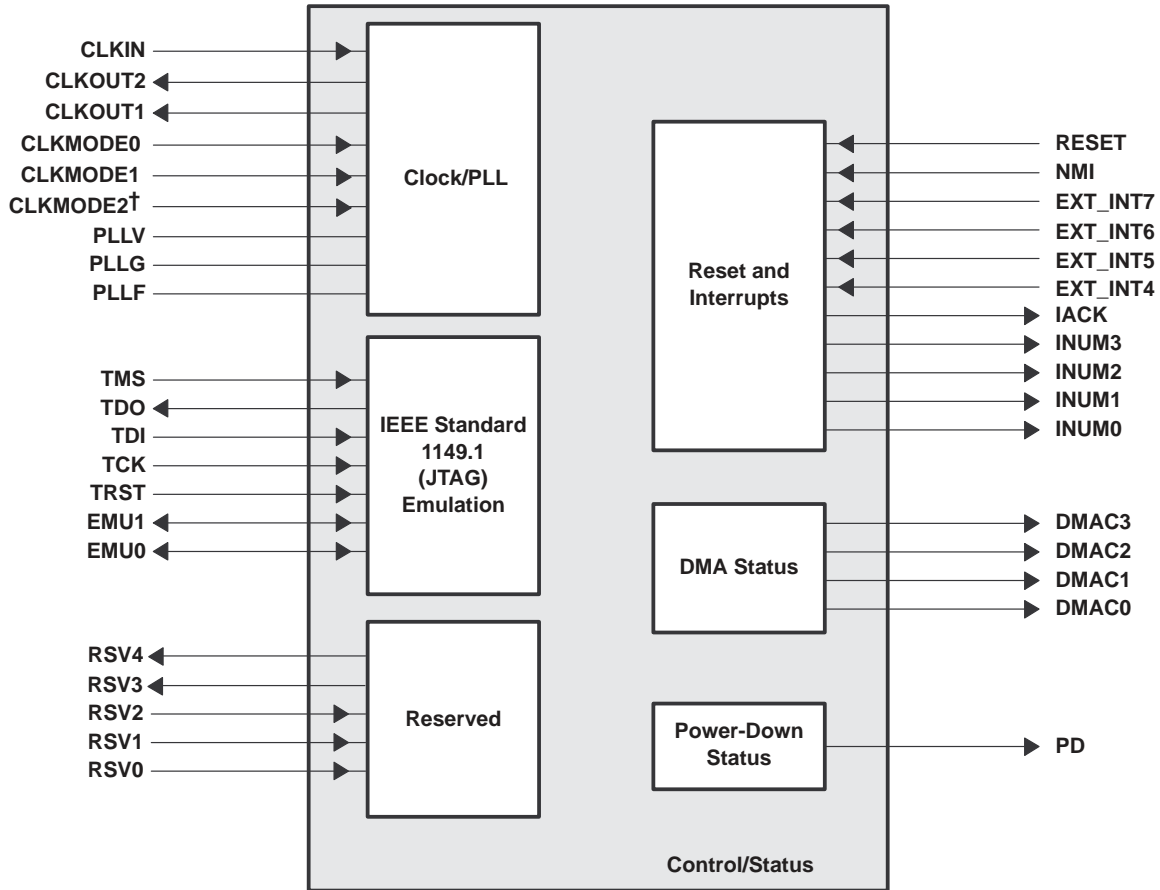 CLKIN
CLKOUT2
CLKOUT1
CLKMODE0
CLKMODE1
CLKMODE2†
PLLV
PLLG
PLLF
Clock/PLL
TMS
TDO
TDI
TCK
TRST
EMU1
EMU0
IEEE Standard
1149.1
(JTAG)
Emulation
RSV4
RSV3
RSV2
RSV1
RSV0
Reserved
Reset and
Interrupts
RESET
NMI
EXT_INT7
EXT_INT6
EXT_INT5
EXT_INT4
IACK
INUM3
INUM2
INUM1
INUM0
DMA Status
DMAC3
DMAC2
DMAC1
DMAC0
Power-Down
Status
PD
Control/Status